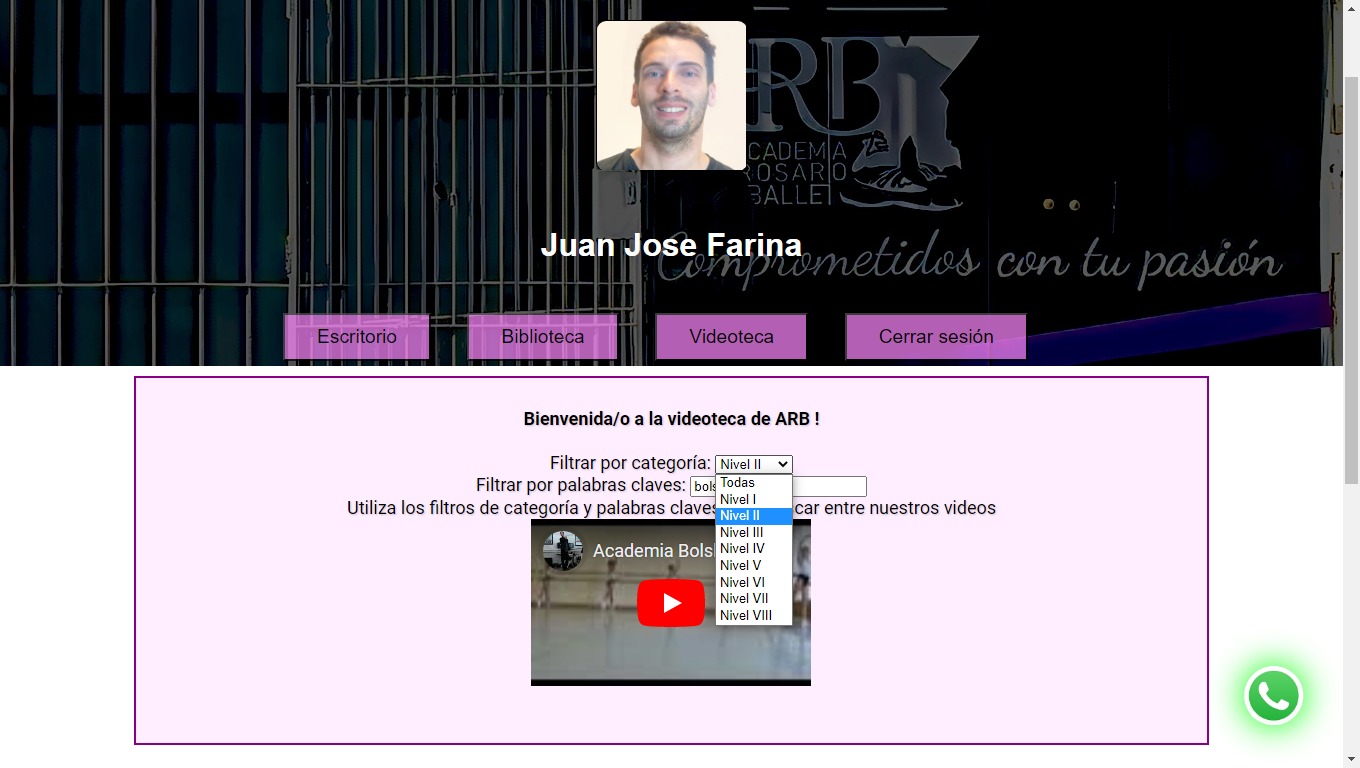 ARB
ACADEMIA
ROSARIO
BALLET
Juan Jose Farina
Comprometidos con tu pasión
Escritorio
Biblioteca
Videoteca
Cerrar sesión
Bienvenida/o a la videoteca de ARB !
Filtrar por categoría: Nivel II
Filtrar por palabras claves: bols
Utiliza los filtros de categoría y palabras claves car entre nuestros videos
Academia Bols
Todas
Nivel I
Nivel II
Nivel III
Nivel IV
Nivel V
Nivel VI
Nivel VII
Nivel VIII